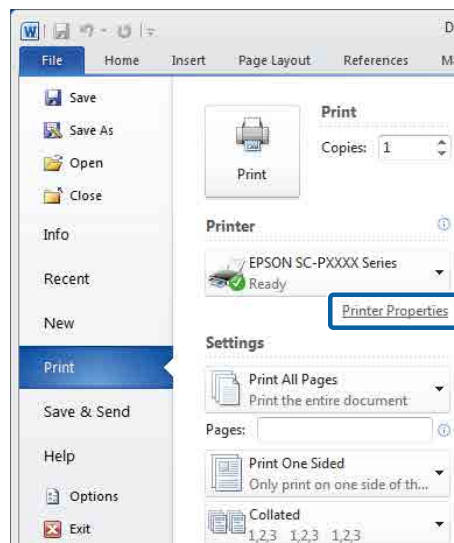 W
D
File Home Insert Page Layout References M
Save
Save As
Open
Close
Info
Recent
New
Print
Save & Send
Help
Options
Exit
Print
Print
Copies: 1
Printer
EPSON SC-PXXXX Series
Ready
Printer Properties
Settings
Print All Pages
Print the entire document
Pages:
Print One Sided
Only print on one side of th...
Collated
1,2,3 1,2,3 1,2,3